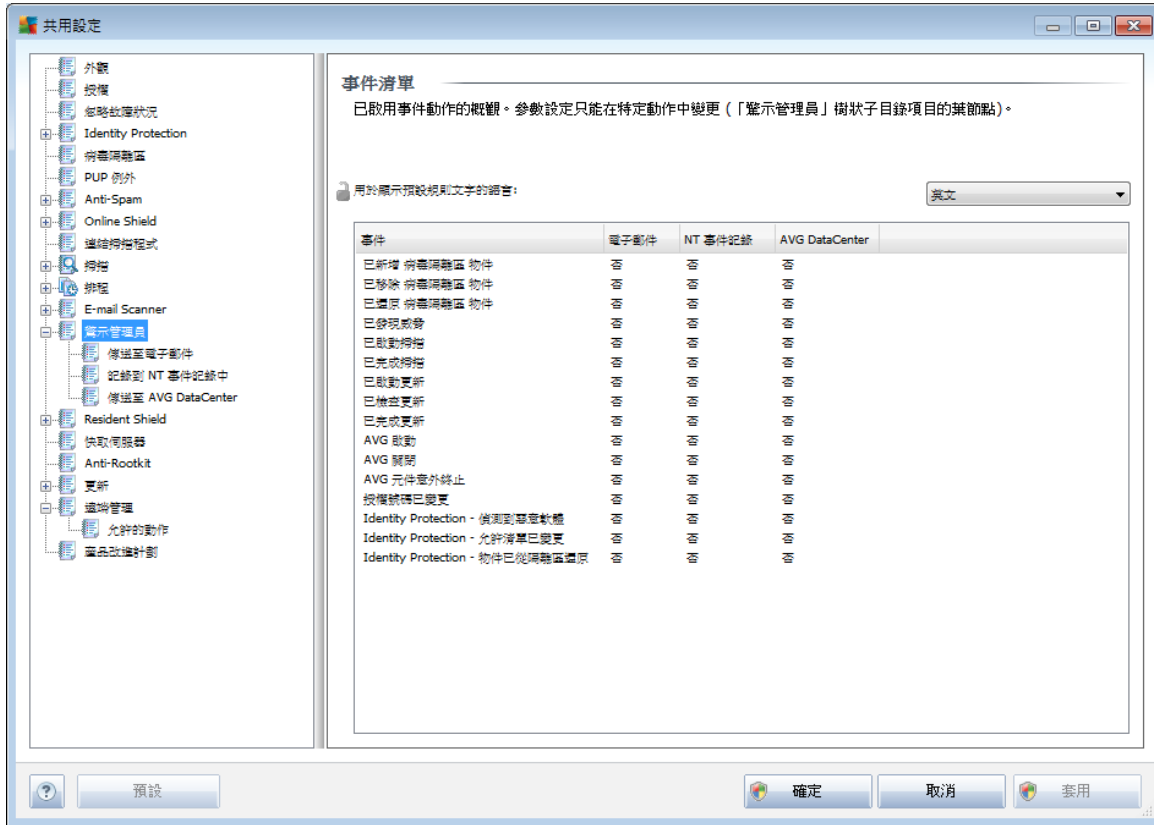 共用設定
外觀
授權
忽略故障狀況
Identity Protection
病毒隔離區
PUP 例外
Anti-Spam
Online Shield
連結掃描程式
掃描
排程
E-mail Scanner
警示管理員
傳送至電子郵件
記錄到 NT 事件記錄中
傳送至 AVG DataCenter
Resident Shield
快取伺服器
Anti-Rootkit
更新
遠端管理
允許的動作
產品改進計劃
事件清單
已啟用事件動作的概觀。參數設定只能在特定動作中變更 (「警示管理員」樹狀子目錄項目的葉節點)。
用於顯示預設規則文字的語言:
英文
事件 電子郵件 NT 事件記錄 AVG DataCenter
已新增 病毒隔離區 物件 否 否 否
已移除 病毒隔離區 物件 否 否 否
已還原 病毒隔離區 物件 否 否 否
已發現威脅 否 否 否
已啟動掃描 否 否 否
已完成掃描 否 否 否
已啟動更新 否 否 否
已檢查更新 否 否 否
已完成更新 否 否 否
AVG 啟動 否 否 否
AVG 關閉 否 否 否
AVG 元件意外終止 否 否 否
授權號碼已變更 否 否 否
Identity Protection - 偵測到惡意軟體 否 否 否
Identity Protection - 允許清單已變更 否 否 否
Identity Protection - 物件已從隔離區還原 否 否 否
預設
確定
取消
套用